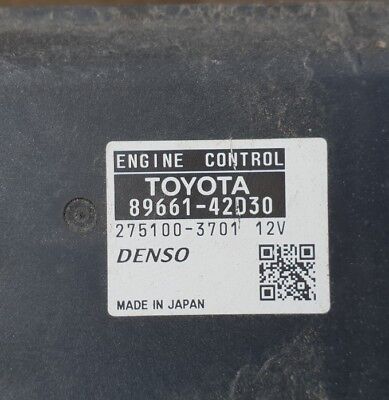 ENGINE CONTROL
TOYOTA
89661-42D30
275100-3701 12V
DENSO
MADE IN JAPAN